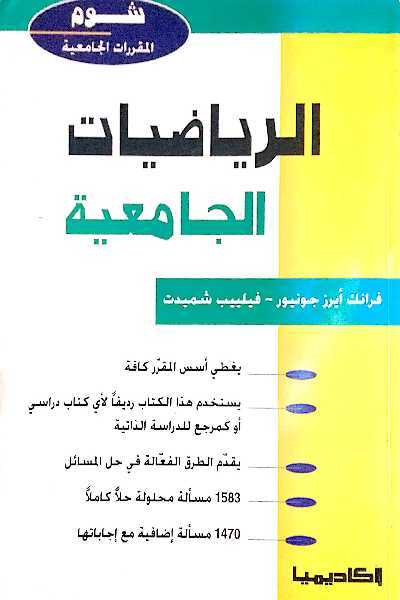 شوم
المقررات الجامعية
الرياضيات
الجامعية
فرانك أيرز جونيور - فيليب شميدت
يغطي أسس المقرّر كافة
يستخدم هذا الكتاب رديفاً لأي كتاب دراسي
أو كمرجع للدراسة الذاتية
يقدّم الطرق الفعّالة في حل المسائل
1583 مسألة محلولة حلاً كاملاً
1470 مسألة إضافية مع إجاباتها
أكاديميا